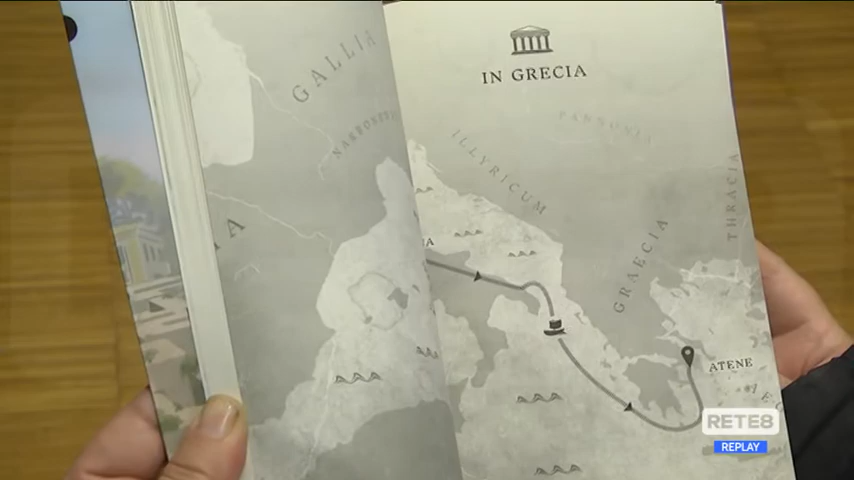 GALLIA
NARBONENSIS
IN GRECIA
PANNONIA
ILLYRICUM
THRACIA
GRAECIA
ATENE
RETE8
REPLAY